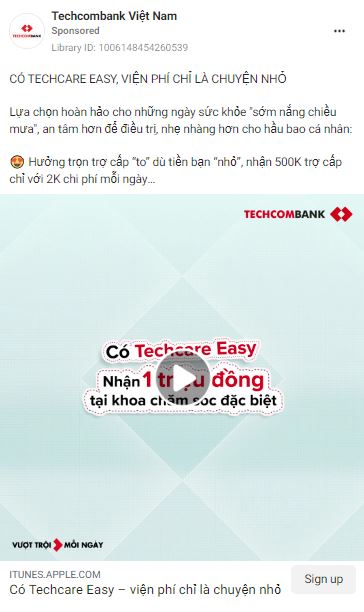 Techcombank Việt Nam
Sponsored
Library ID: 1006148454260539
CÓ TECHCARE EASY, VIỆN PHÍ CHỈ LÀ CHUYỆN NHỎ
Lựa chọn hoàn hảo cho những ngày sức khỏe "sớm nắng chiều
mưa", an tâm hơn để điều trị, nhẹ nhàng hơn cho hầu bao cá nhân:
😍 Hưởng trọn trợ cấp “to” dù tiền bạn “nhỏ”, nhận 500K trợ cấp
chỉ với 2K chi phí mỗi ngày...
TECHCOMBANK
Có Techcare Easy
Nhận 1 triệu đồng
tại khoa chăm sóc đặc biệt
VƯỢT TRỘI MỖI NGÀY
ITUNES.APPLE.COM
Có Techcare Easy – viện phí chỉ là chuyện nhỏ
Sign up